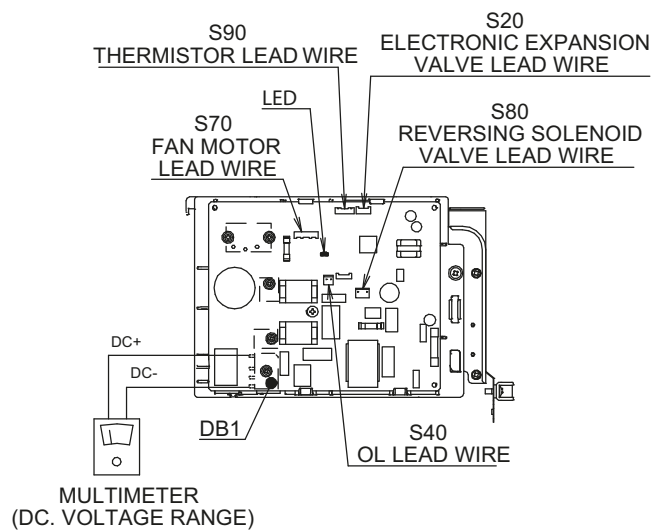 S90
THERMISTOR LEAD WIRE
S20
ELECTRONIC EXPANSION
VALVE LEAD WIRE
LED
S70
FAN MOTOR
LEAD WIRE
S80
REVERSING SOLENOID
VALVE LEAD WIRE
DC+
DC-
DB1
S40
OL LEAD WIRE
MULTIMETER
(DC. VOLTAGE RANGE)